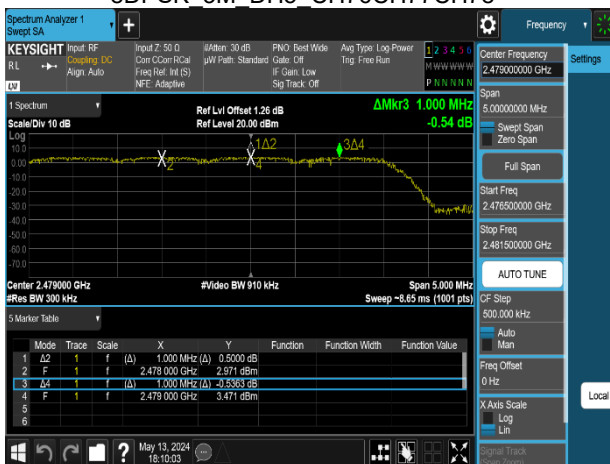 Spectrum Analyzer 1
Swept SA
+
Frequency
KEYSIGHT
RL
Input: RF
Coupling: DC
Align: Auto
Input Z: 50 Ω
Corr CCorr RCal
Freq Ref: Int (S)
NFE: Adaptive
#Atten: 30 dB
µW Path: Standard
PNO: Best Wide
Gate: Off
IF Gain: Low
Sig Track: Off
Avg Type: Log-Power
Trig: Free Run
1 2 3 4 5 6
M W W W W W
P N N N N N
1 Spectrum
Scale/Div 10 dB
Ref Lvl Offset 1.26 dB
Ref Level 20.00 dBm
ΔMkr3 1.000 MHz
-0.54 dB
Log
10.0
0.00
-10.0
-20.0
-30.0
-40.0
-50.0
-60.0
-70.0
2
1Δ2
4
3Δ4
Center 2.479000 GHz
#Res BW 300 kHz
#Video BW 910 kHz
Span 5.000 MHz
Sweep ~8.65 ms (1001 pts)
5 Marker Table
Mode Trace Scale X Y Function Function Width Function Value
1 Δ2 1 f (Δ) 1.000 MHz (Δ) 0.5000 dB
2 F 1 f 2.478 000 GHz 2.971 dBm
3 Δ4 1 f (Δ) 1.000 MHz (Δ) -0.5363 dB
4 F 1 f 2.479 000 GHz 3.471 dBm
5
6
May 13, 2024
18:10:03
Center Frequency
2.479000000 GHz
Settings
Span
5.00000000 MHz
Swept Span
Zero Span
Full Span
Start Freq
2.476500000 GHz
Stop Freq
2.481500000 GHz
AUTO TUNE
CF Step
500.000 kHz
Auto
Man
Freq Offset
0 Hz
X Axis Scale
Log
Lin
Local
Signal Track
(Span Zoom)